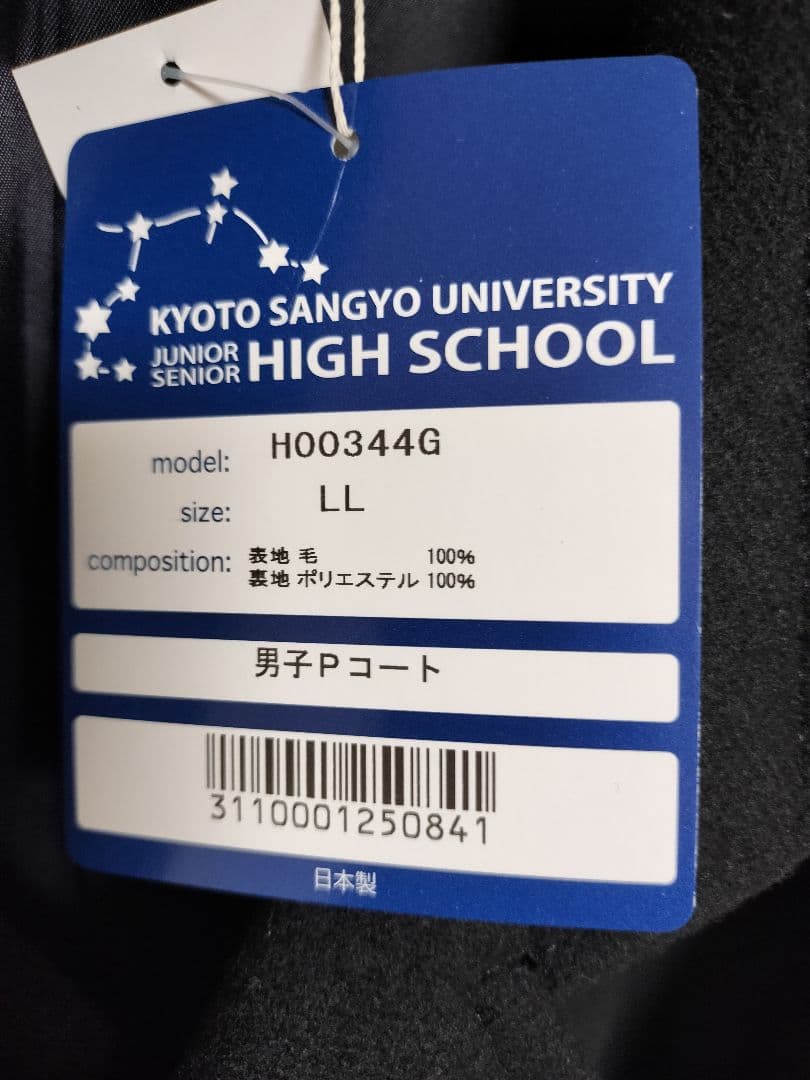 KYOTO SANGYO UNIVERSITY
JUNIOR
SENIOR HIGH SCHOOL
model: H00344G
size: LL
composition: 表地 毛 100%
裏地 ポリエステル 100%
男子Pコート
3110001250841
日本製